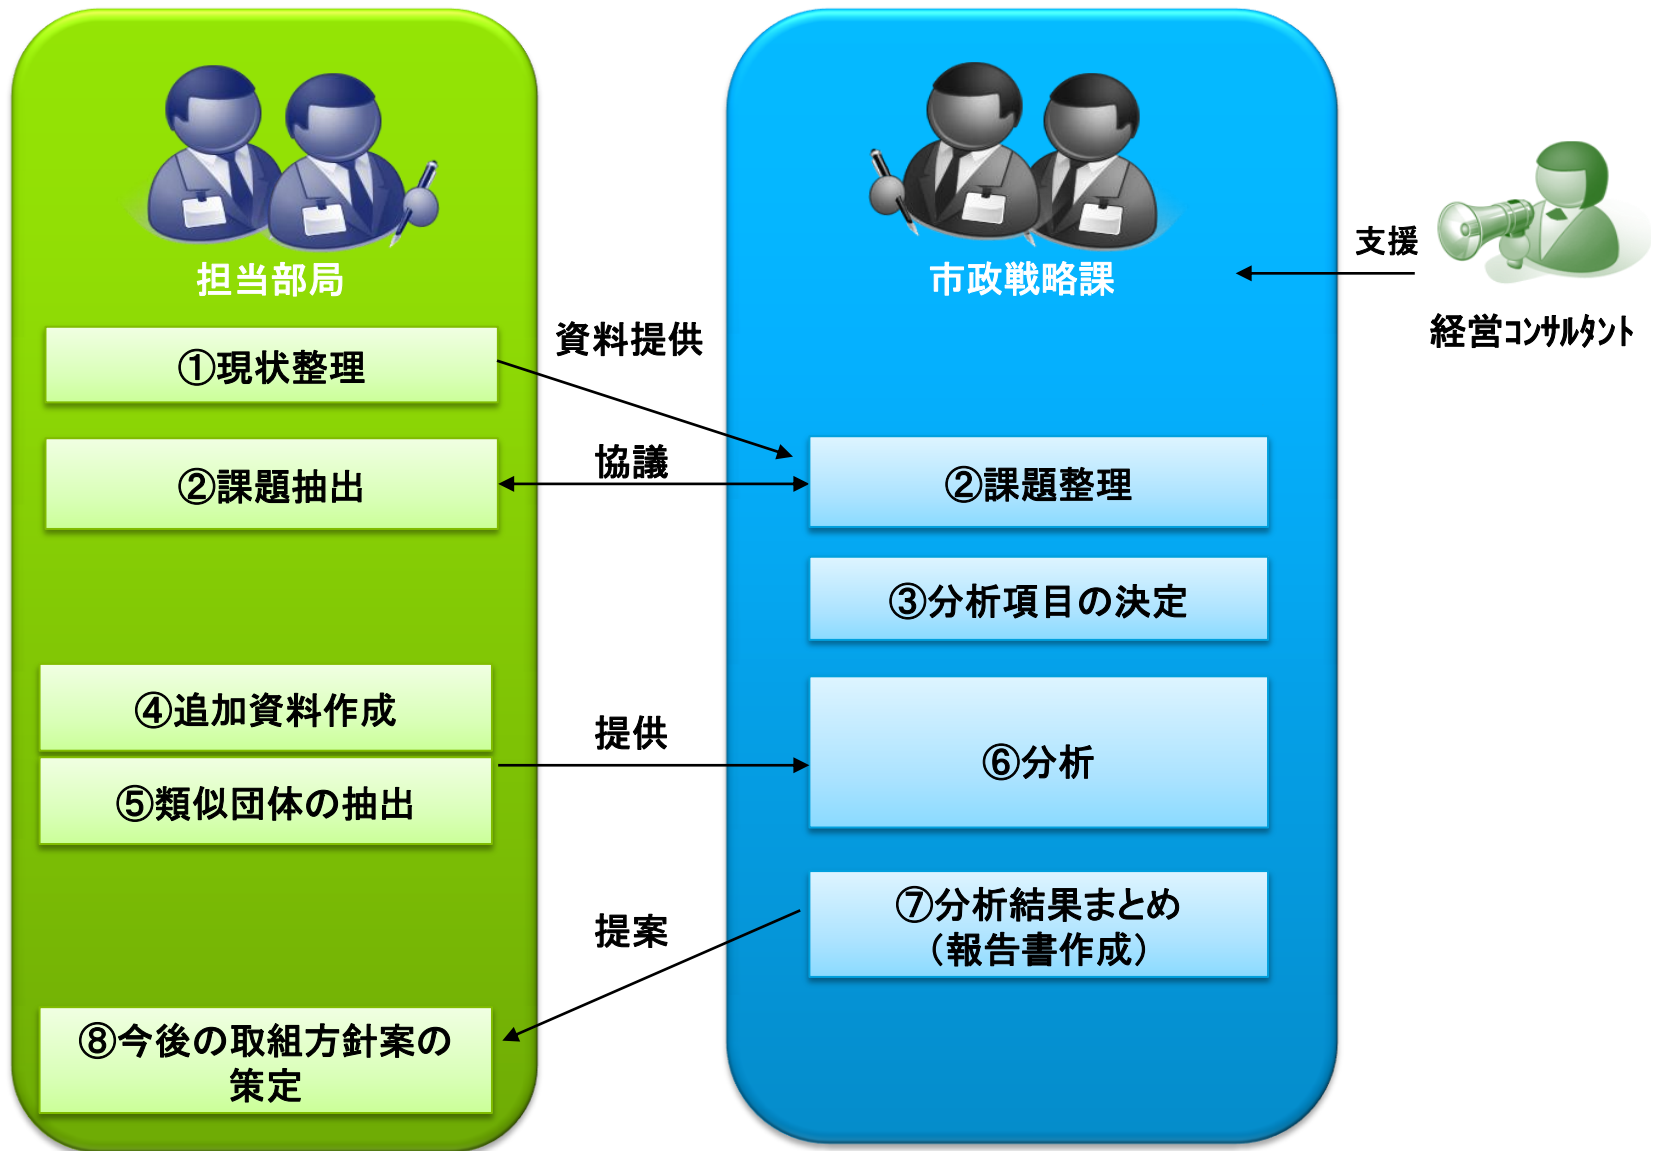 担当部局
①現状整理
②課題抽出
④追加資料作成
⑤類似団体の抽出
⑧今後の取組方針案の
策定
資料提供
協議
提供
提案
市政戦略課
②課題整理
③分析項目の決定
⑥分析
⑦分析結果まとめ
（報告書作成）
支援
経営ｺﾝｻﾙﾀﾝﾄ